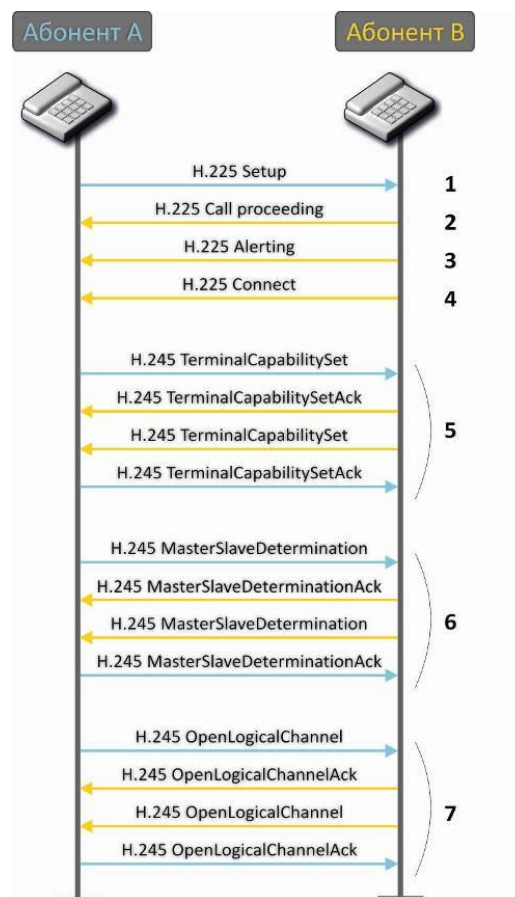 Абонент А
Абонент В
H.225 Setup
1
H.225 Call proceeding
2
H.225 Alerting
3
H.225 Connect
4
H.245 TerminalCapabilitySet
H.245 TerminalCapabilitySetAck
5
H.245 TerminalCapabilitySet
H.245 TerminalCapabilitySetAck
H.245 MasterSlaveDetermination
H.245 MasterSlaveDeterminationAck
6
H.245 MasterSlaveDetermination
H.245 MasterSlaveDeterminationAck
H.245 OpenLogicalChannel
H.245 OpenLogicalChannelAck
7
H.245 OpenLogicalChannel
H.245 OpenLogicalChannelAck